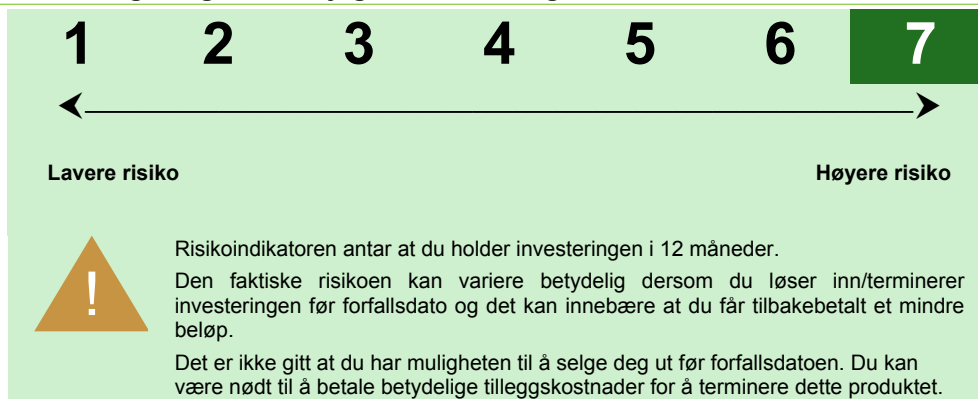 1 2 3 4 5 6 7
Lavere risiko Høyere risiko
!
Risikoindikatoren antar at du holder investeringen i 12 måneder.
Den faktiske risikoen kan variere betydelig dersom du løser inn/terminerer
investeringen før forfallsdato og det kan innebære at du får tilbakebetalt et mindre
beløp.
Det er ikke gitt at du har muligheten til å selge deg ut før forfallsdatoen. Du kan
være nødt til å betale betydelige tilleggskostnader for å terminere dette produktet.